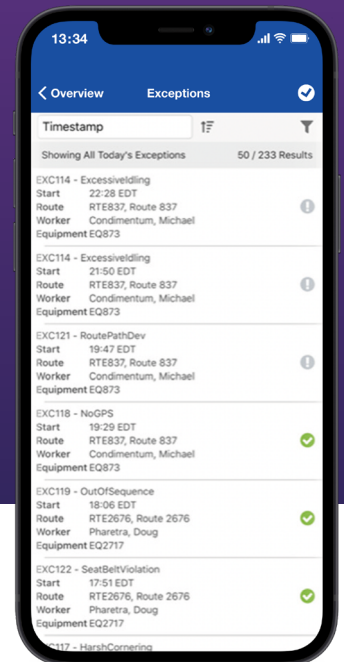 13:34
Overview Exceptions
Timestamp
Showing All Today's Exceptions 50 / 233 Results
EXC114 - ExcessiveIdling
Start 22:28 EDT
Route RTE837, Route 837
Worker Condimentum, Michael
Equipment EQ873
EXC114 - ExcessiveIdling
Start 21:50 EDT
Route RTE837, Route 837
Worker Condimentum, Michael
Equipment EQ873
EXC121 - RoutePathDev
Start 19:47 EDT
Route RTE837, Route 837
Worker Condimentum, Michael
Equipment EQ873
EXC118 - NoGPS
Start 19:29 EDT
Route RTE837, Route 837
Worker Condimentum, Michael
Equipment EQ873
EXC119 - OutOfSequence
Start 18:06 EDT
Route RTE2676, Route 2676
Worker Pharetra, Doug
Equipment EQ2717
EXC122 - SeatBeltViolation
Start 17:51 EDT
Route RTE2676, Route 2676
Worker Pharetra, Doug
Equipment EQ2717
EXC117 - HarshCornering